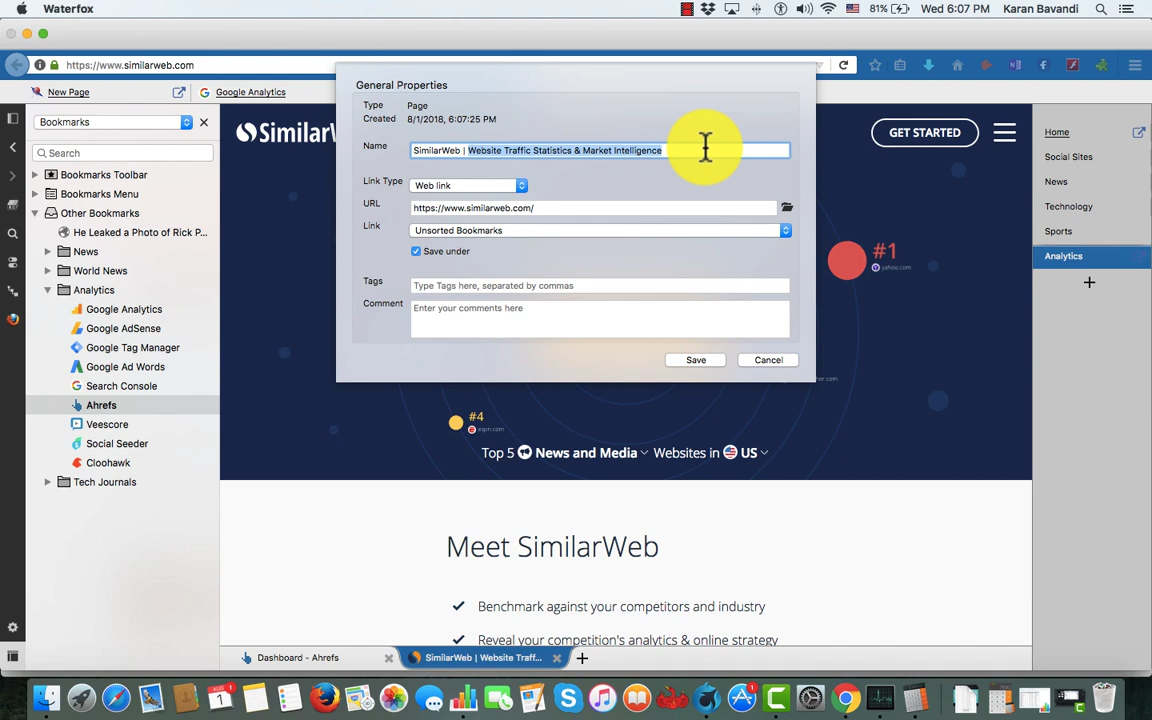 Waterfox
81%
Wed 6:07 PM
Karan Bavandi
https://www.similarweb.com
New Page
Google Analytics
Bookmarks
Search
Bookmarks Toolbar
Bookmarks Menu
Other Bookmarks
He Leaked a Photo of Rick P...
News
World News
Analytics
Google Analytics
Google AdSense
Google Tag Manager
Google Ad Words
Search Console
Ahrefs
Veescore
Social Seeder
Cloohawk
Tech Journals
SimilarW
General Properties
Type Page
Created 8/1/2018, 6:07:25 PM
Name SimilarWeb | Website Traffic Statistics & Market Intelligence
Link Type Web link
URL https://www.similarweb.com/
Link Unsorted Bookmarks
Save under
Tags Type Tags here, separated by commas
Comment Enter your comments here
Save Cancel
GET STARTED
#1
yahoo.com
#4
espn.com
Top 5 News and Media Websites in US
Meet SimilarWeb
Benchmark against your competitors and industry
Reveal your competition's analytics & online strategy
Home
Social Sites
News
Technology
Sports
Analytics
Dashboard - Ahrefs
SimilarWeb | Website Traff...